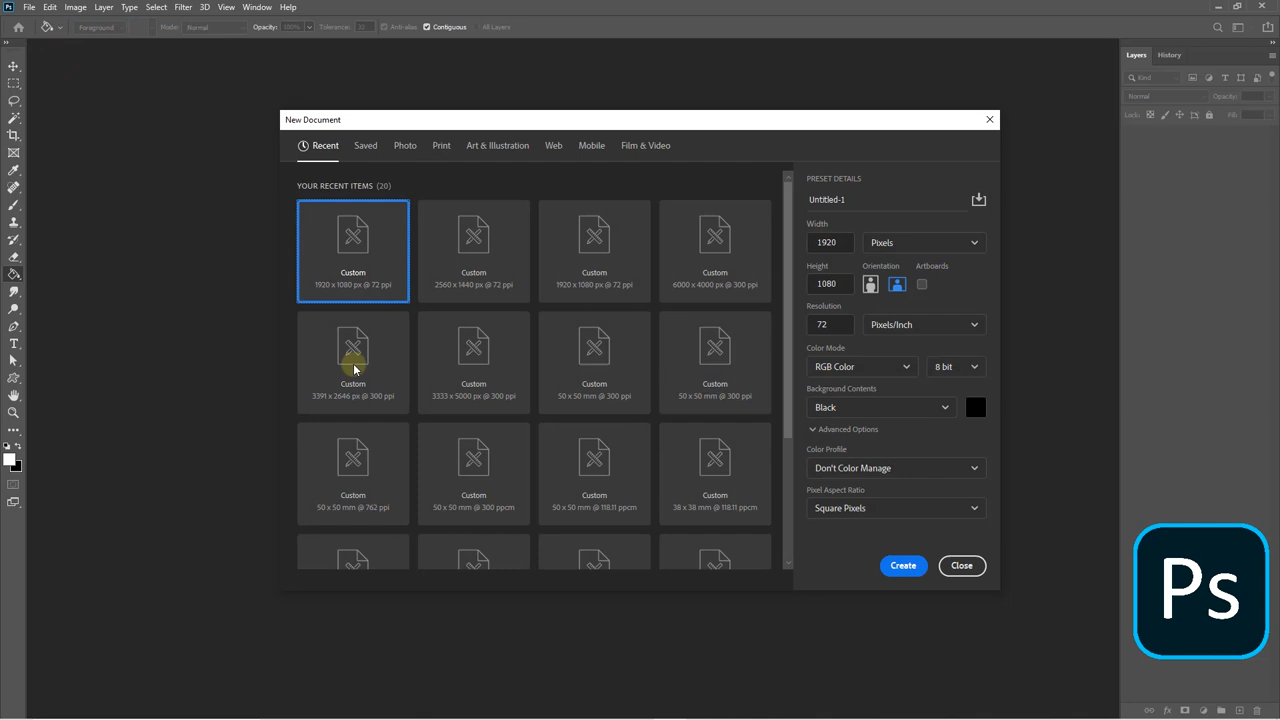 Ps File Edit Image Layer Type Select Filter 3D View Window Help
Foreground Mode: Normal Opacity: 100% Tolerance: 32 Anti-alias Contiguous All Layers
Layers History
Kind
Normal Opacity:
Lock: Fill:
New Document
Recent Saved Photo Print Art & Illustration Web Mobile Film & Video
YOUR RECENT ITEMS (20)
Custom
1920 x 1080 px @ 72 ppi
Custom
2560 x 1440 px @ 72 ppi
Custom
1920 x 1080 px @ 72 ppi
Custom
6000 x 4000 px @ 300 ppi
Custom
3391 x 2646 px @ 300 ppi
Custom
3333 x 5000 px @ 300 ppi
Custom
50 x 50 mm @ 300 ppi
Custom
50 x 50 mm @ 300 ppi
Custom
50 x 50 mm @ 762 ppi
Custom
50 x 50 mm @ 300 ppcm
Custom
50 x 50 mm @ 118.11 ppcm
Custom
38 x 38 mm @ 118.11 ppcm
PRESET DETAILS
Untitled-1
Width
1920 Pixels
Height Orientation Artboards
1080
Resolution
72 Pixels/Inch
Color Mode
RGB Color 8 bit
Background Contents
Black
Advanced Options
Color Profile
Don't Color Manage
Pixel Aspect Ratio
Square Pixels
Create Close
Ps